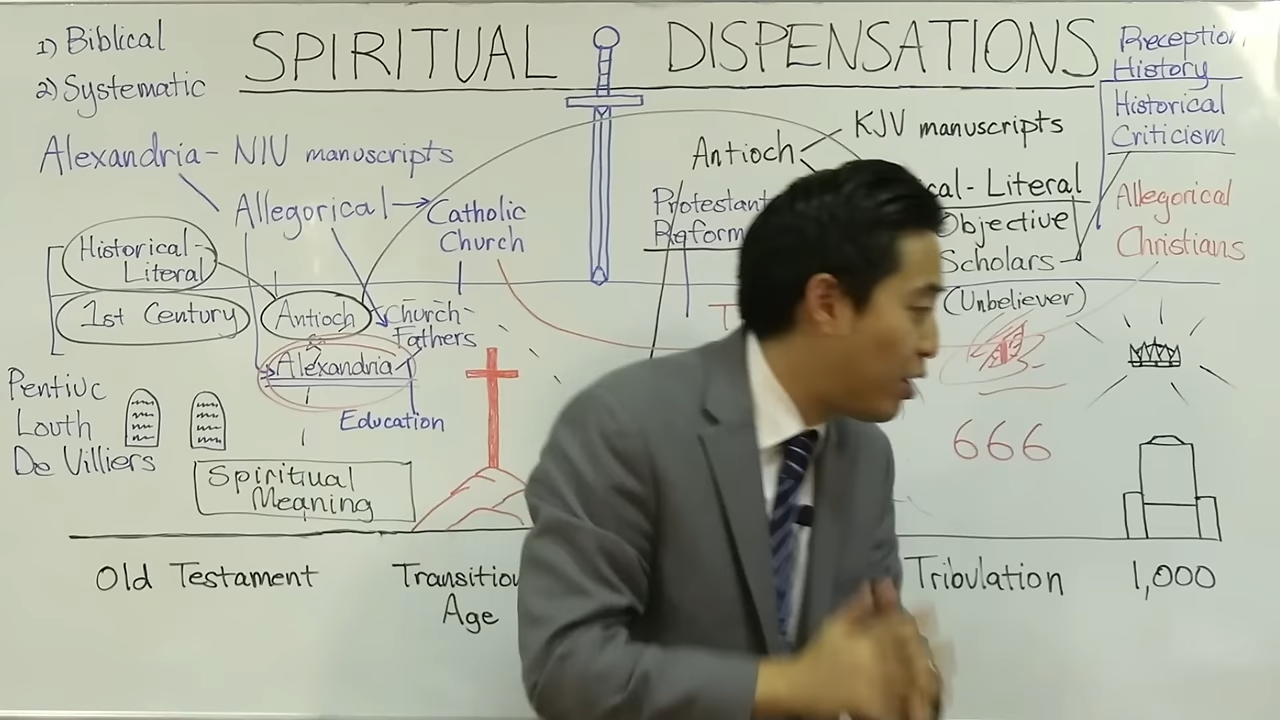 1) Biblical
2) Systematic
SPIRITUAL DISPENSATIONS
Reception
History
Historical
Criticism
Allegorical
Christians
Alexandria - NIV manuscripts
Allegorical
Catholic
Church
Antioch
KJV manuscripts
Protestant
cal - Literal
Objective
Scholars
(Unbeliever)
Historical-
Literal
1st Century
Antioch
Church
Fathers
Alexandria
Education
Pentiuc
Louth
De Villiers
Spiritual
Meaning
666
Old Testament
Transition
Age
Tribulation
1,000